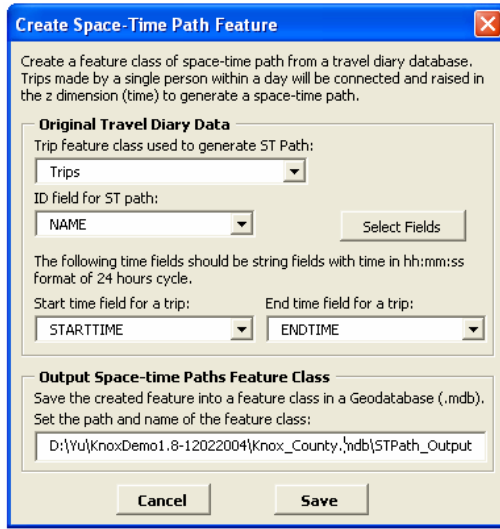 Create Space-Time Path Feature
Create a feature class of space-time path from a travel diary database.
Trips made by a single person within a day will be connected and raised in
the z dimension (time) to generate a space-time path.
Original Travel Diary Data
Trip feature class used to generate ST Path:
Trips
ID field for ST path:
NAME
Select Fields
The following time fields should be string fields with time in hh:mm:ss
format of 24 hours cycle.
Start time field for a trip:
End time field for a trip:
STARTTIME
ENDTIME
Output Space-time Paths Feature Class
Save the created feature into a feature class in a Geodatabase (.mdb).
Set the path and name of the feature class:
D:\Yu\KnoxDemo1.8-12022004\Knox_County.mdb\STPath_Output
Cancel
Save